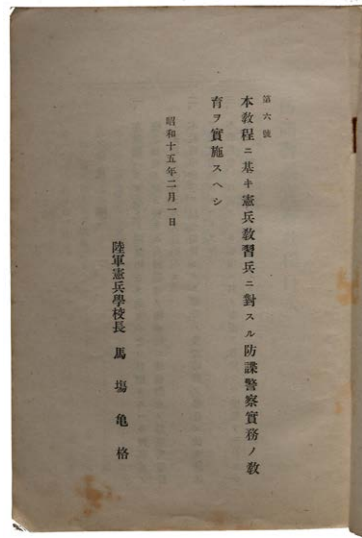 第六號
本教程ニ基キ憲兵教習兵ニ對スル防諜警察實務ノ教
育ヲ實施スヘシ
昭和十五年二月一日
陸軍憲兵學校長 馬場亀格